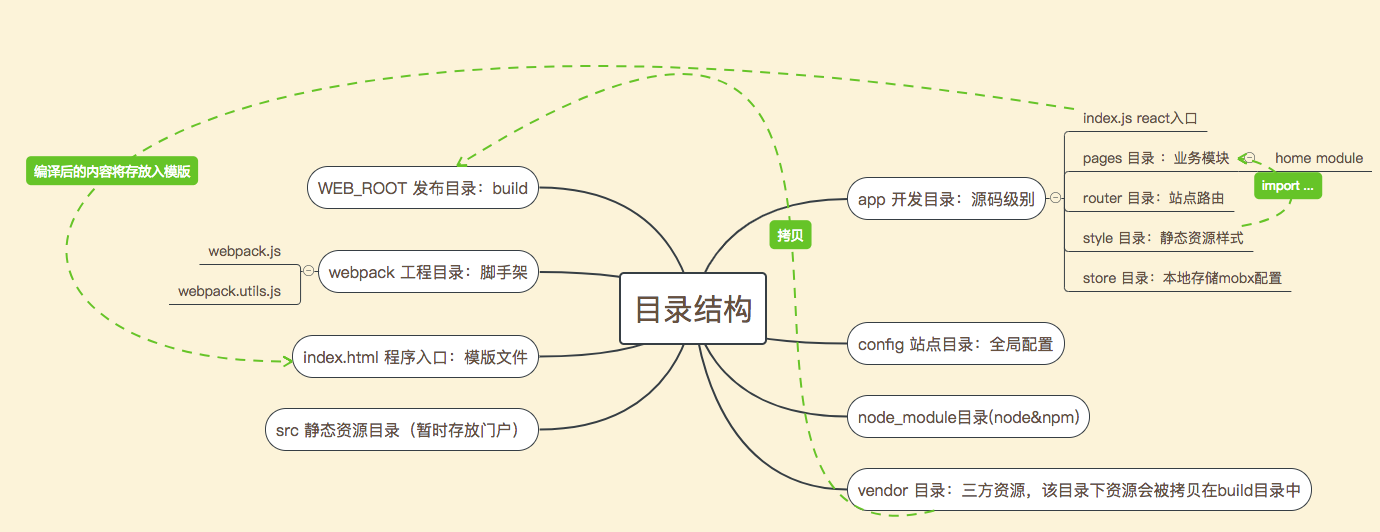 目录结构
app 开发目录：源码级别
index.js react入口
pages 目录 ：业务模块
home module
import ...
router 目录：站点路由
style 目录：静态资源样式
store 目录：本地存储mobx配置
config 站点目录：全局配置
node_module目录(node&npm)
vendor 目录：三方资源，该目录下资源会被拷贝在build目录中
拷贝
WEB_ROOT 发布目录：build
编译后的内容将存放入模版
webpack 工程目录：脚手架
webpack.js
webpack.utils.js
index.html 程序入口：模版文件
src 静态资源目录（暂时存放门户）